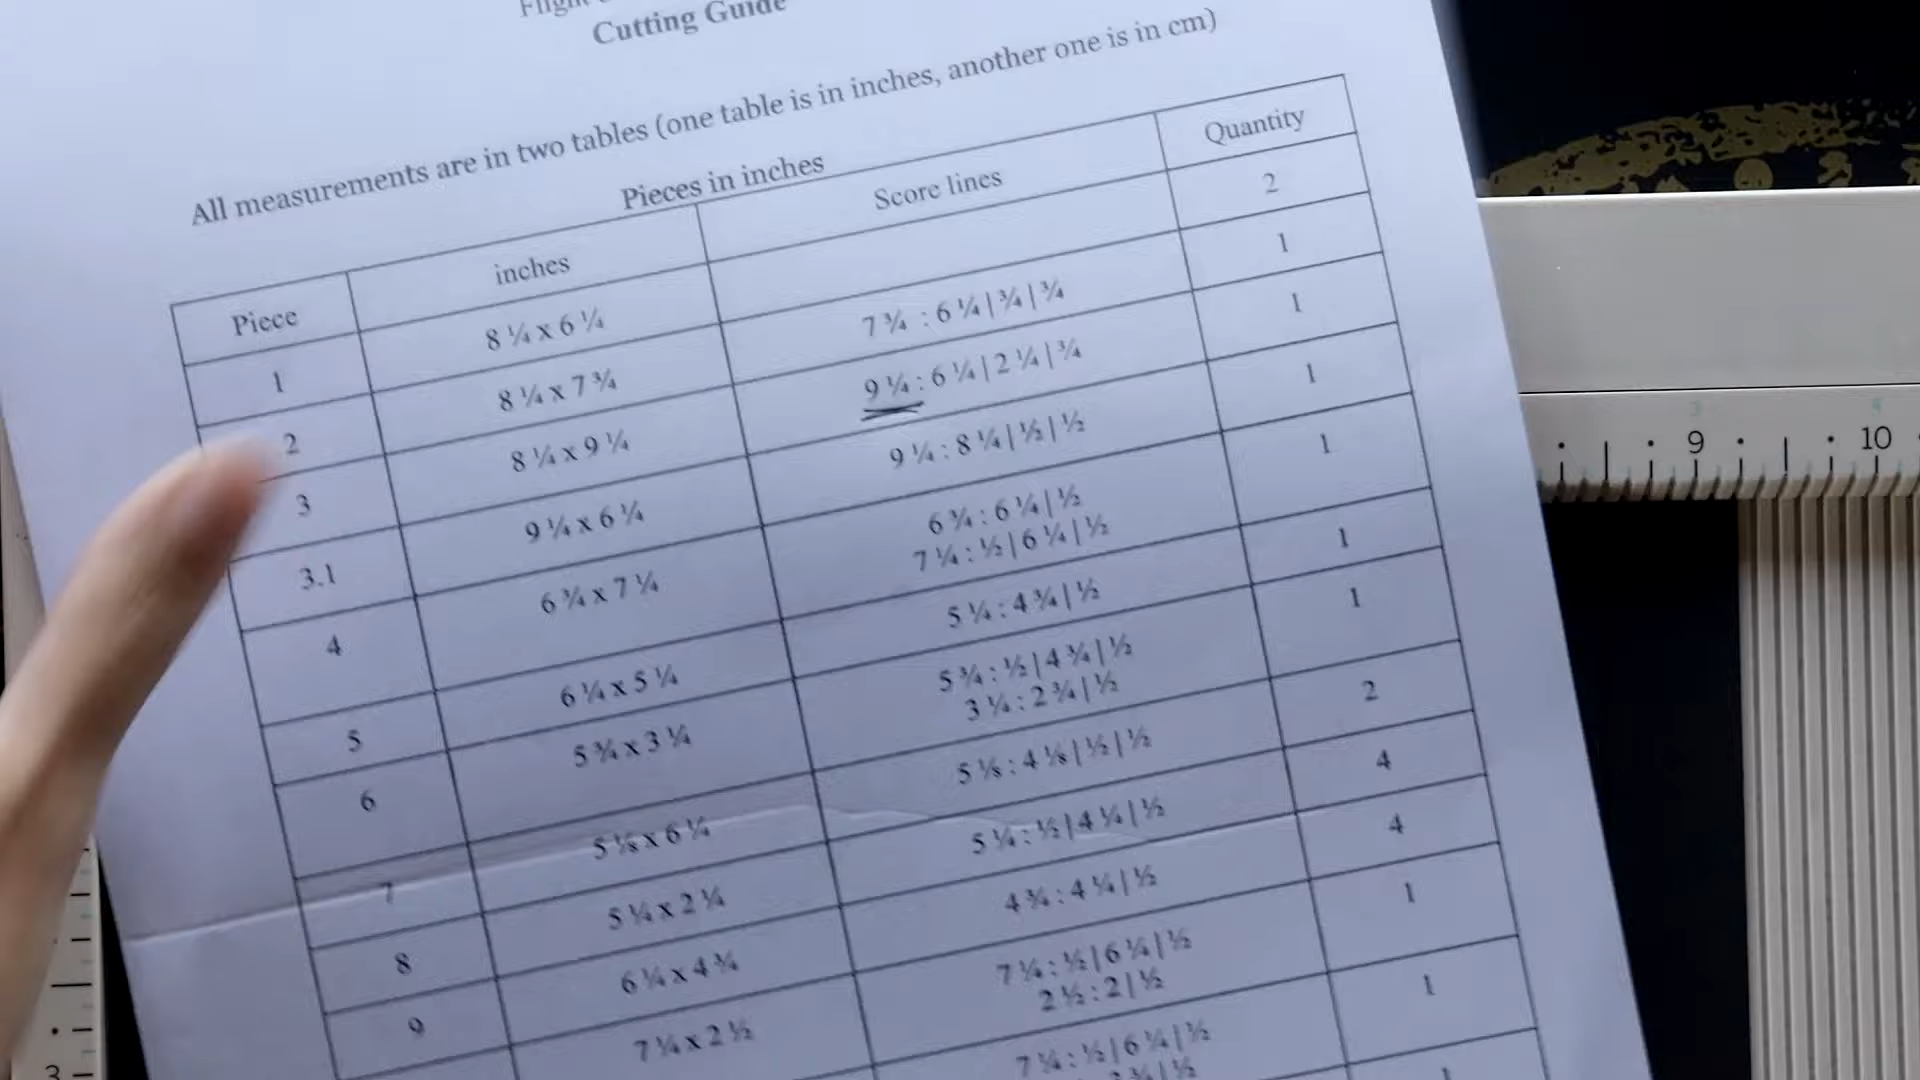 Cutting Guide
All measurements are in two tables (one table is in inches, another one is in cm)
Pieces in inches
Piece inches Score lines Quantity
1 8 ¼ x 6 ¼ 2
2 8 ¼ x 7 ¾ 7 ¾ : 6 ¼ | ¾ | ¾ 1
3 8 ¼ x 9 ¼ 9 ¼ : 6 ¼ | 2 ¼ | ¾ 1
3.1 9 ¼ x 6 ¼ 9 ¼ : 8 ¼ | ½ | ½ 1
4 6 ¾ x 7 ¼ 6 ¾ : 6 ¼ | ½ 1
7 ¼ : ½ | 6 ¼ | ½
5 6 ¼ x 5 ¼ 5 ¼ : 4 ¾ | ½ 1
6 5 ¾ x 3 ¼ 5 ¾ : ½ | 4 ¾ | ½ 1
3 ¼ : 2 ¾ | ½
7 5 ⅛ x 6 ¼ 5 ⅛ : 4 ⅛ | ½ | ½ 2
8 5 ¼ x 2 ¼ 5 ¼ : ½ | 4 ¼ | ½ 4
9 6 ¼ x 4 ¾ 4 ¾ : 4 ¼ | ½ 4
7 ¼ x 2 ½ 7 ¼ : ½ | 6 ¼ | ½ 1
2 ½ : 2 | ½
7 ¼ : ½ | 6 ¼ | ½ 1
9 10
3